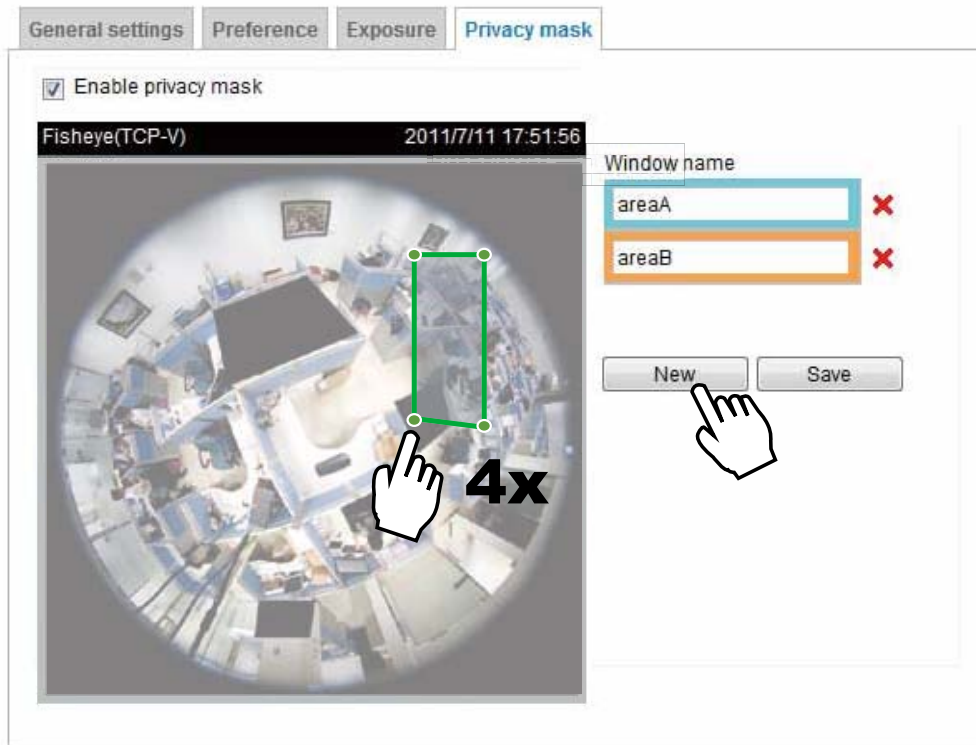 General settings Preference Exposure Privacy mask
Enable privacy mask
Fisheye(TCP-V) 2011/7/11 17:51:56
Window name
areaA
areaB
New Save
4x